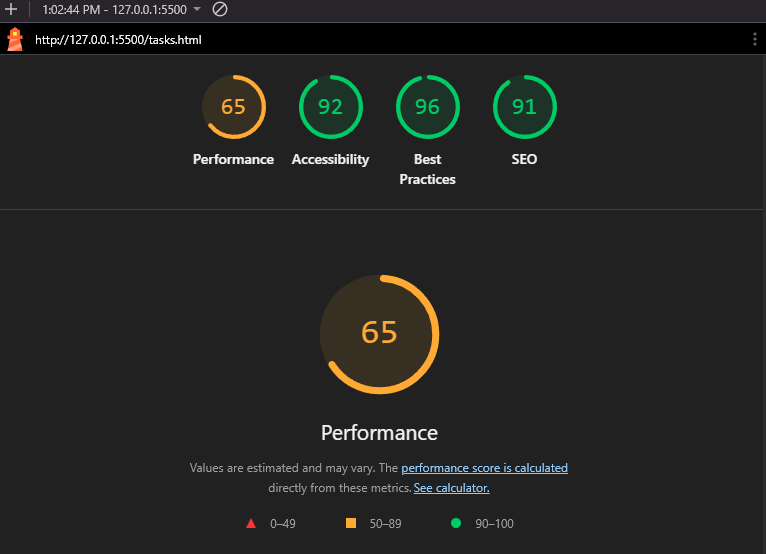 1:02:44 PM - 127.0.0.1:5500
http://127.0.0.1:5500/tasks.html
65 92 96 91
Performance Accessibility Best Practices SEO
65
Performance
Values are estimated and may vary. The performance score is calculated
directly from these metrics. See calculator.
0–49 50–89 90–100